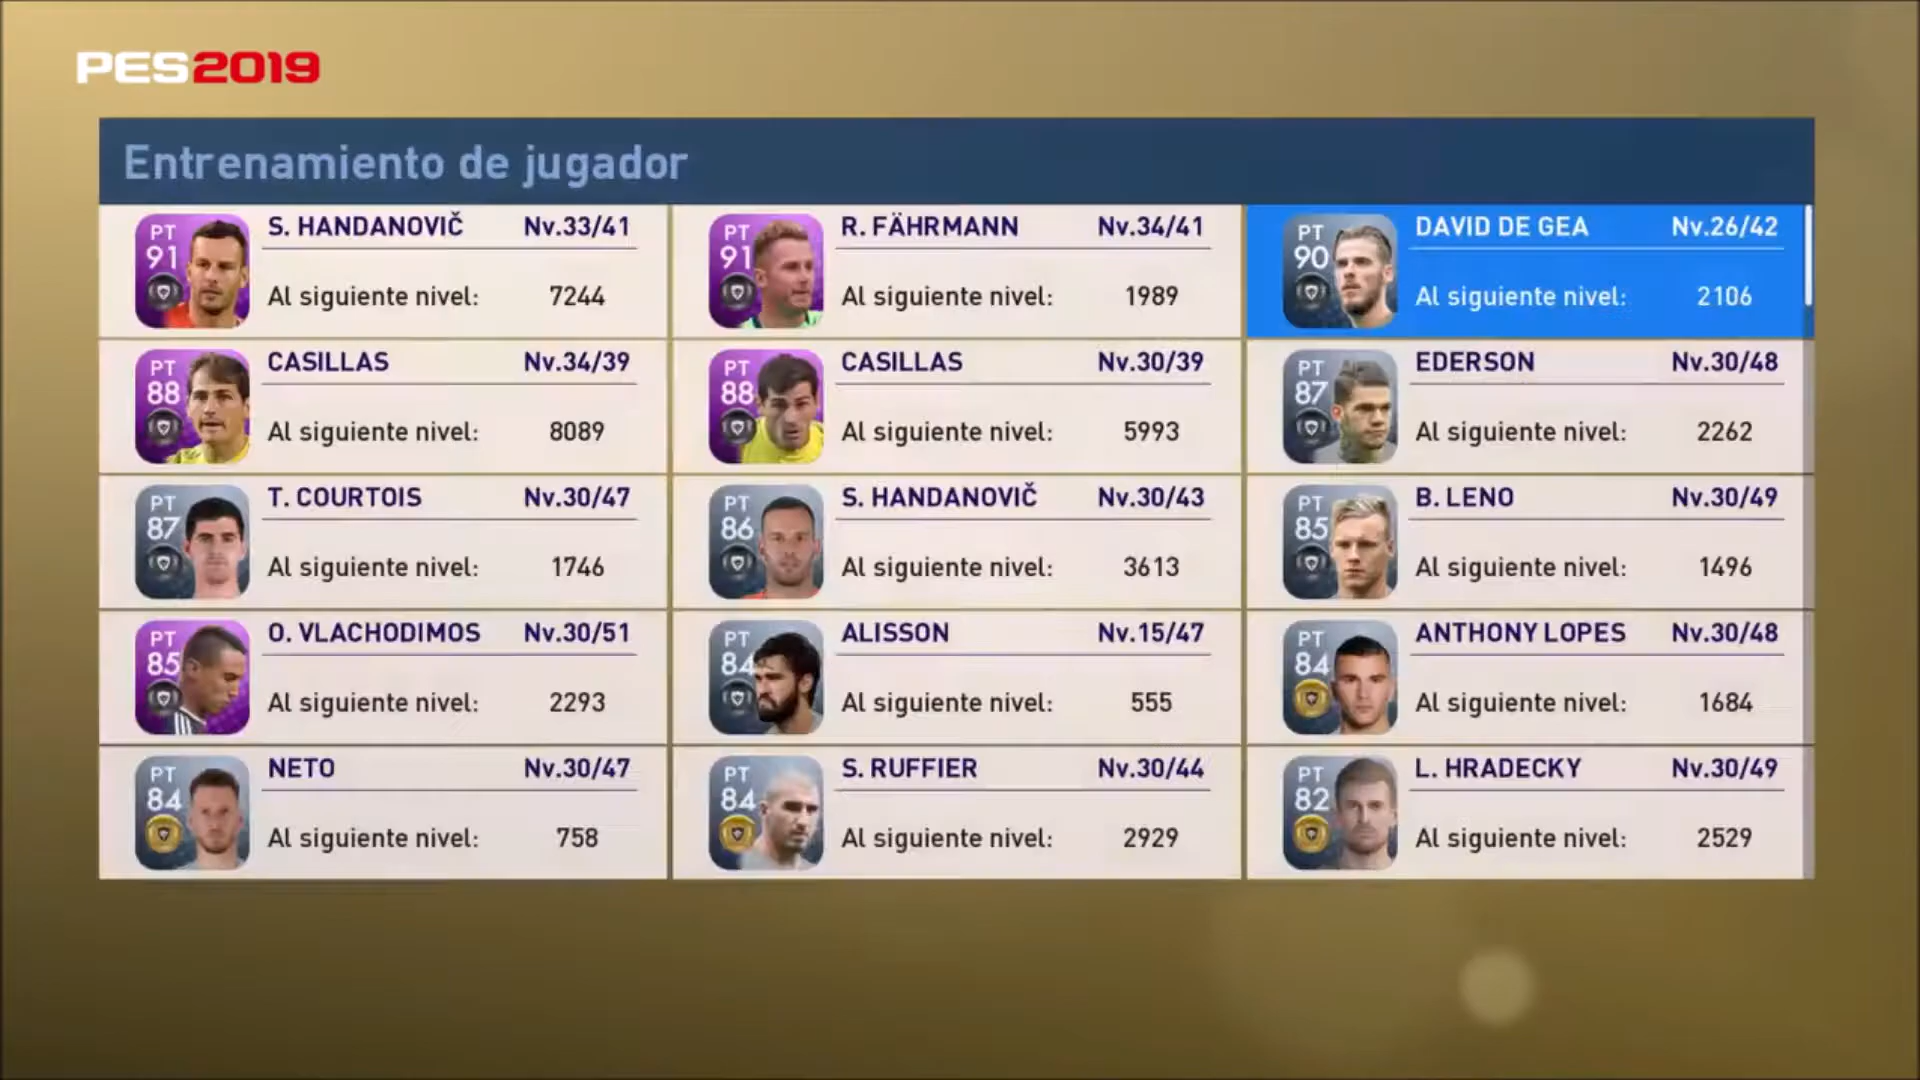 PES2019
Entrenamiento de jugador
PT 91 S. HANDANOVIČ Nv.33/41
Al siguiente nivel: 7244
PT 91 R. FÄHRMANN Nv.34/41
Al siguiente nivel: 1989
PT 90 DAVID DE GEA Nv.26/42
Al siguiente nivel: 2106
PT 88 CASILLAS Nv.34/39
Al siguiente nivel: 8089
PT 88 CASILLAS Nv.30/39
Al siguiente nivel: 5993
PT 87 EDERSON Nv.30/48
Al siguiente nivel: 2262
PT 87 T. COURTOIS Nv.30/47
Al siguiente nivel: 1746
PT 86 S. HANDANOVIČ Nv.30/43
Al siguiente nivel: 3613
PT 85 B. LENO Nv.30/49
Al siguiente nivel: 1496
PT 85 O. VLACHODIMOS Nv.30/51
Al siguiente nivel: 2293
PT 84 ALISSON Nv.15/47
Al siguiente nivel: 555
PT 84 ANTHONY LOPES Nv.30/48
Al siguiente nivel: 1684
PT 84 NETO Nv.30/47
Al siguiente nivel: 758
PT 84 S. RUFFIER Nv.30/44
Al siguiente nivel: 2929
PT 82 L. HRADECKY Nv.30/49
Al siguiente nivel: 2529